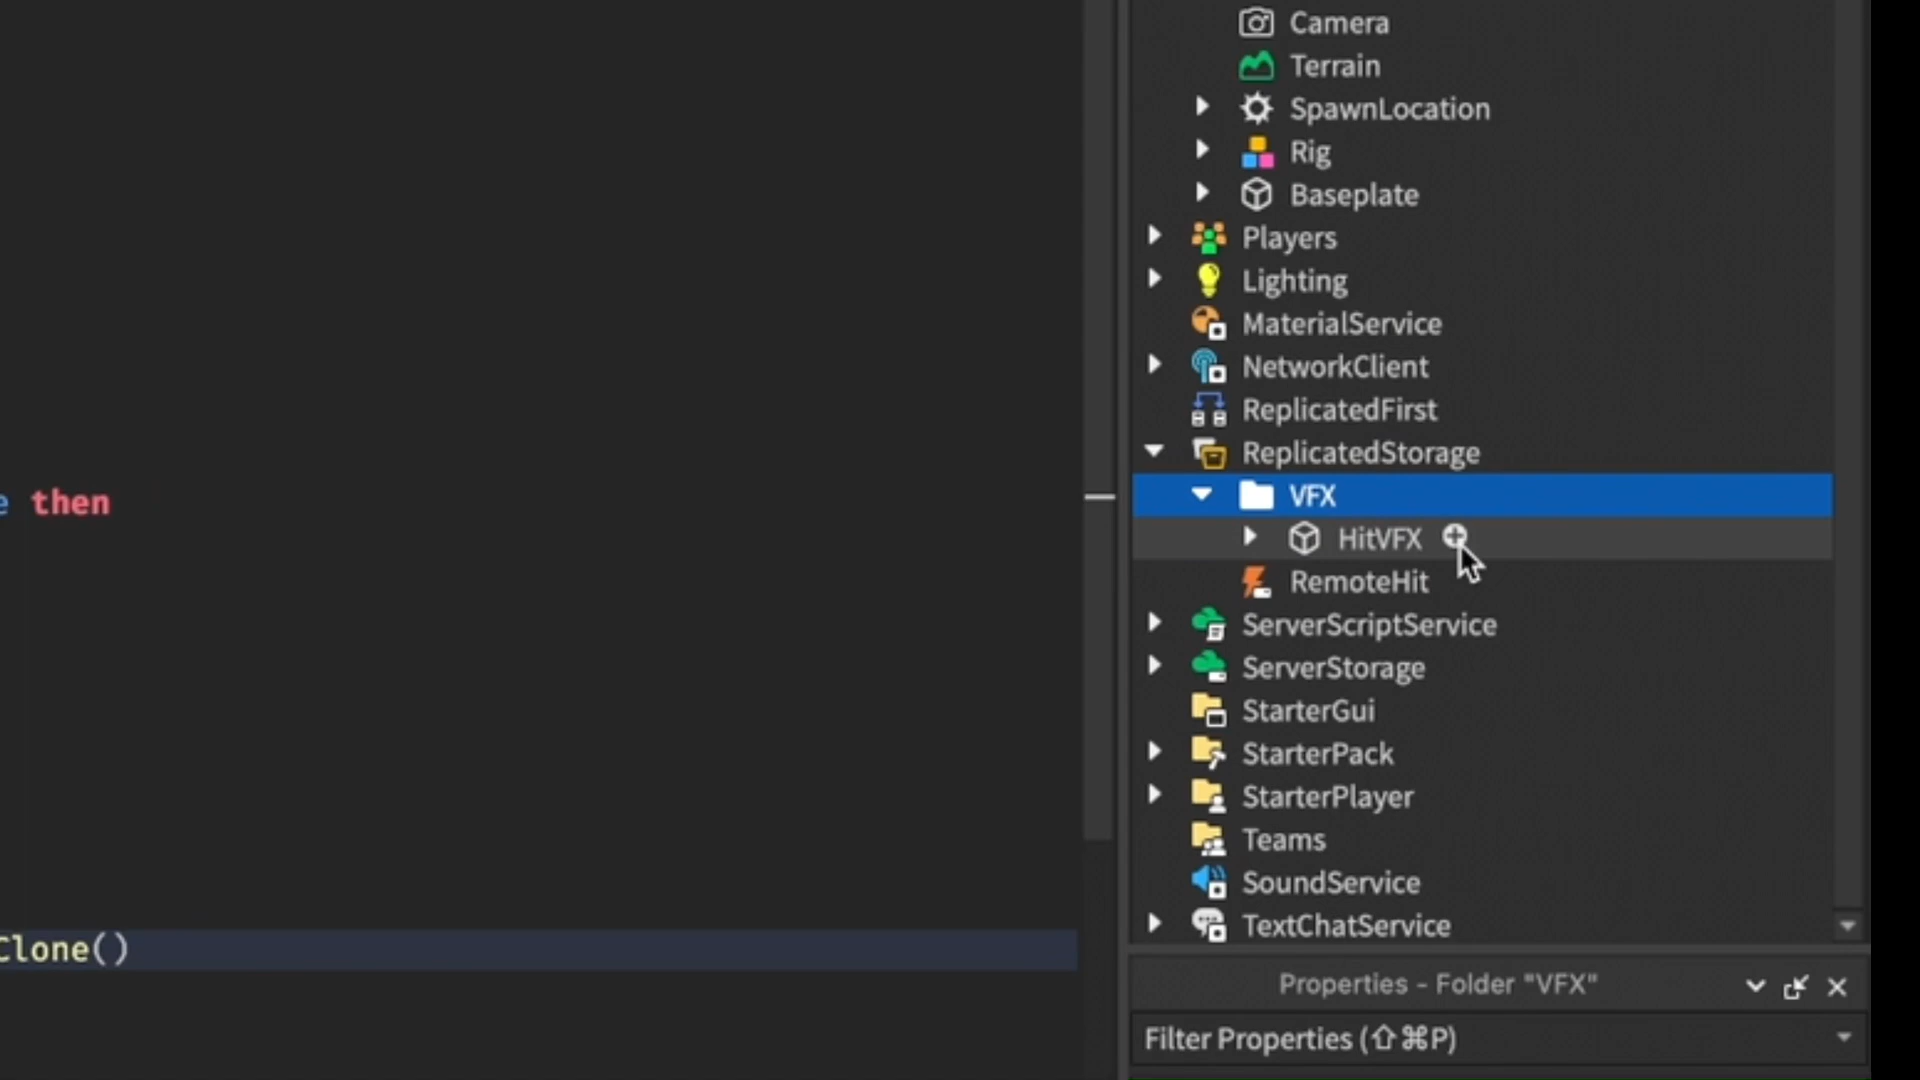 Camera
Terrain
SpawnLocation
Rig
Baseplate
Players
Lighting
MaterialService
NetworkClient
ReplicatedFirst
ReplicatedStorage
e then
VFX
HitVFX
RemoteHit
ServerScriptService
ServerStorage
StarterGui
StarterPack
StarterPlayer
Teams
SoundService
TextChatService
Clone()
Properties - Folder "VFX"
Filter Properties (⇧⌘P)